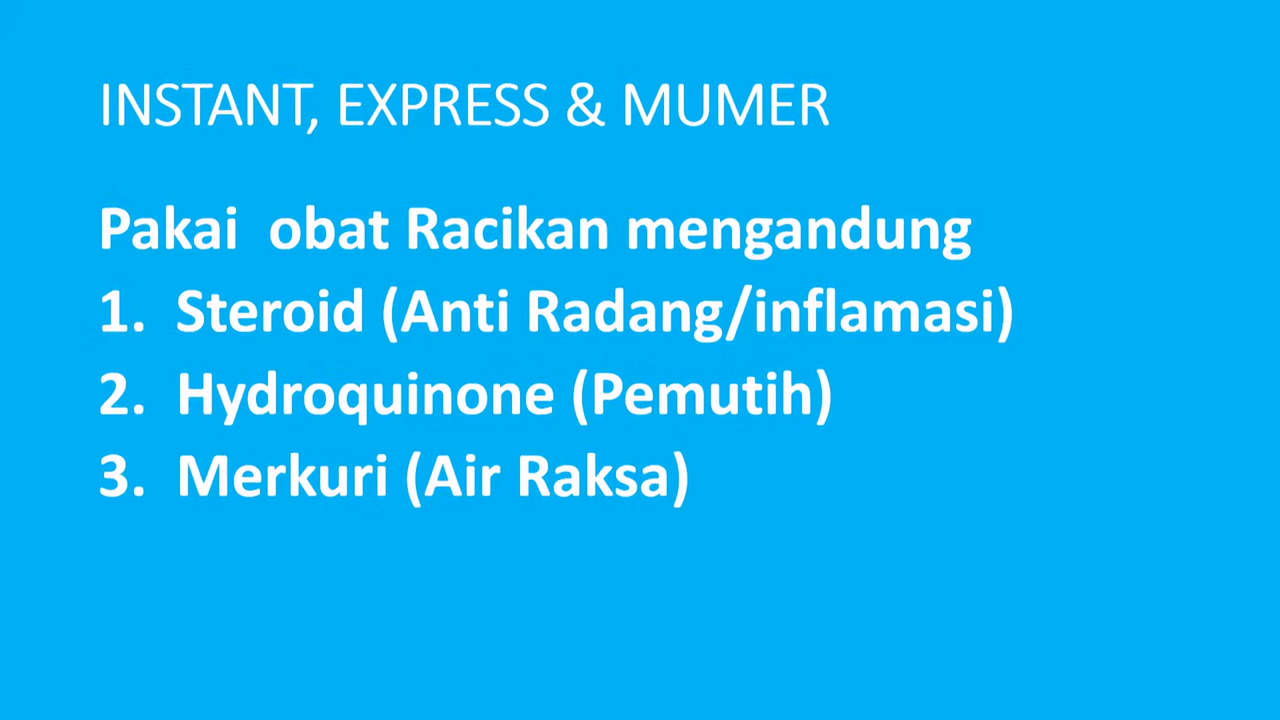 INSTANT, EXPRESS & MUMER
Pakai  obat Racikan mengandung
1.  Steroid (Anti Radang/inflamasi)
2.  Hydroquinone (Pemutih)
3.  Merkuri (Air Raksa)